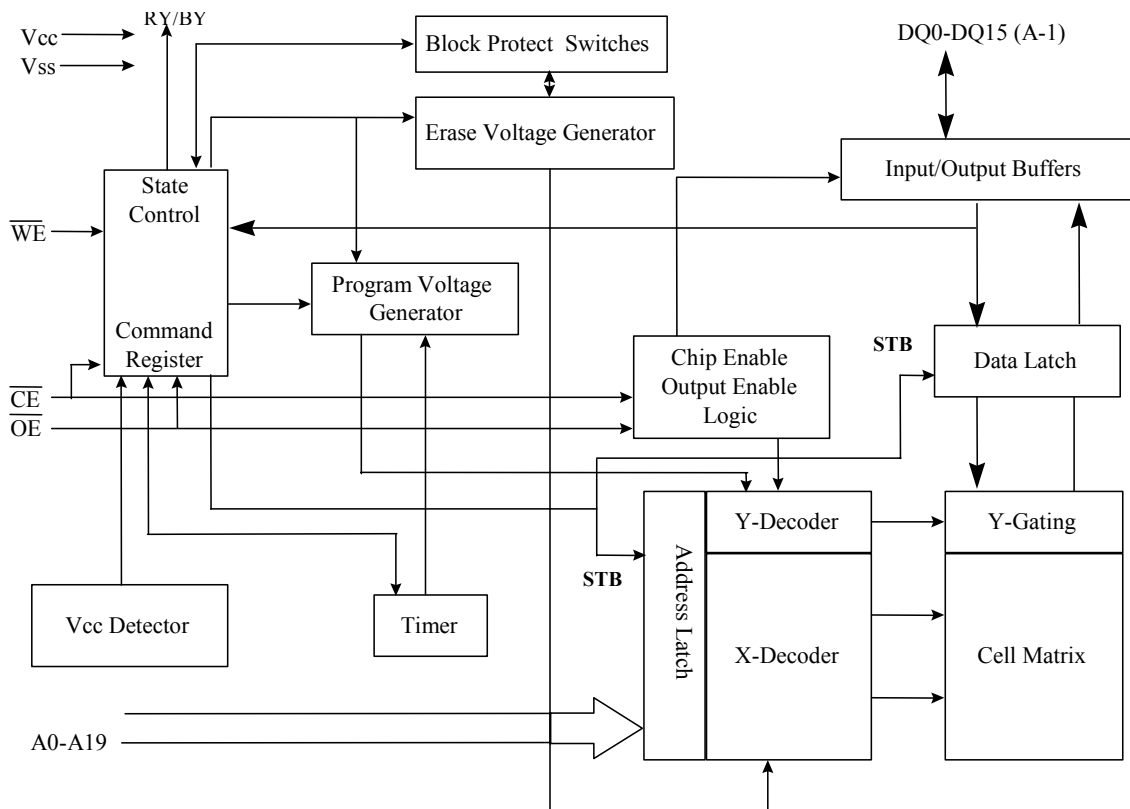 RY/BY
Vcc
Vss
Block Protect Switches
DQ0-DQ15 (A-1)
Erase Voltage Generator
Input/Output Buffers
State
Control
WE
Program Voltage
Generator
Command
Register
STB
Data Latch
Chip Enable
Output Enable
Logic
CE
OE
Address Latch
Y-Decoder
Y-Gating
STB
Vcc Detector
Timer
X-Decoder
Cell Matrix
A0-A19